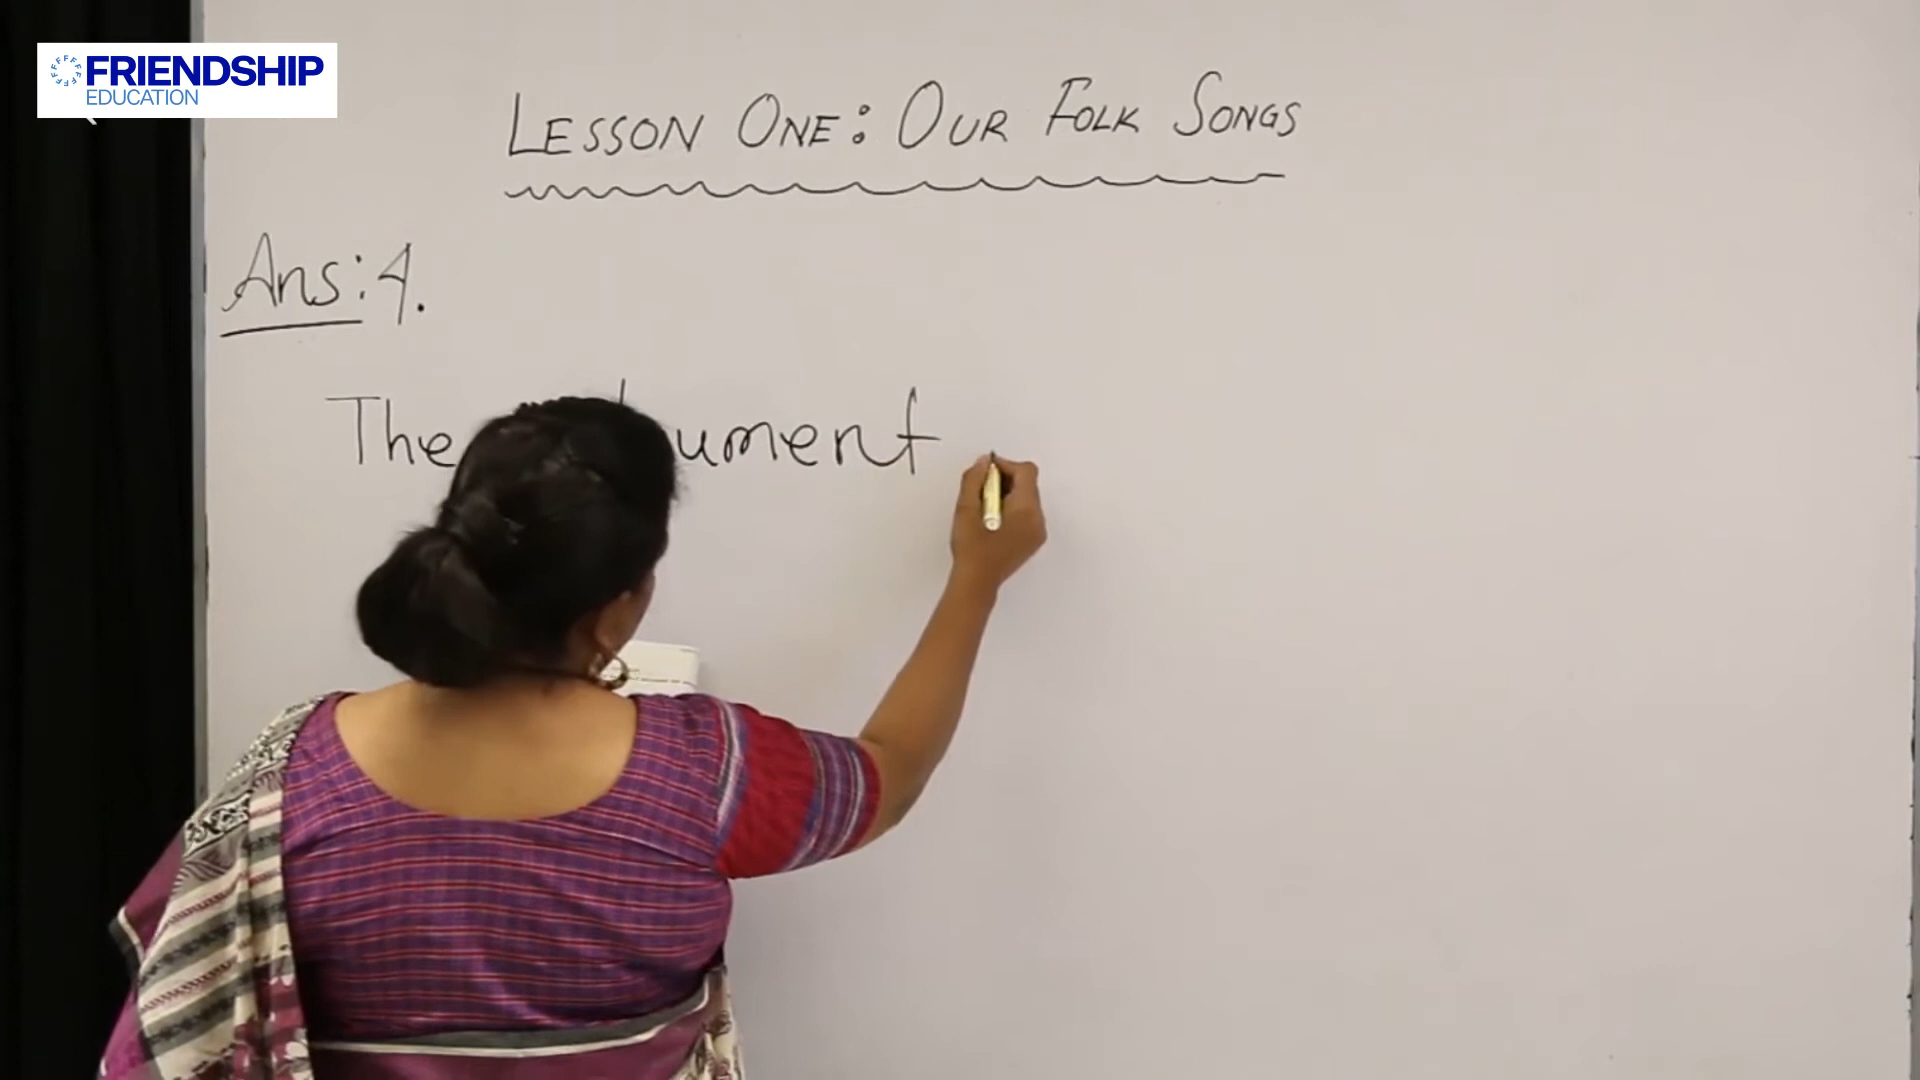 FRIENDSHIP
EDUCATION
LESSON ONE: OUR FOLK SONGS
Ans: 4.
The